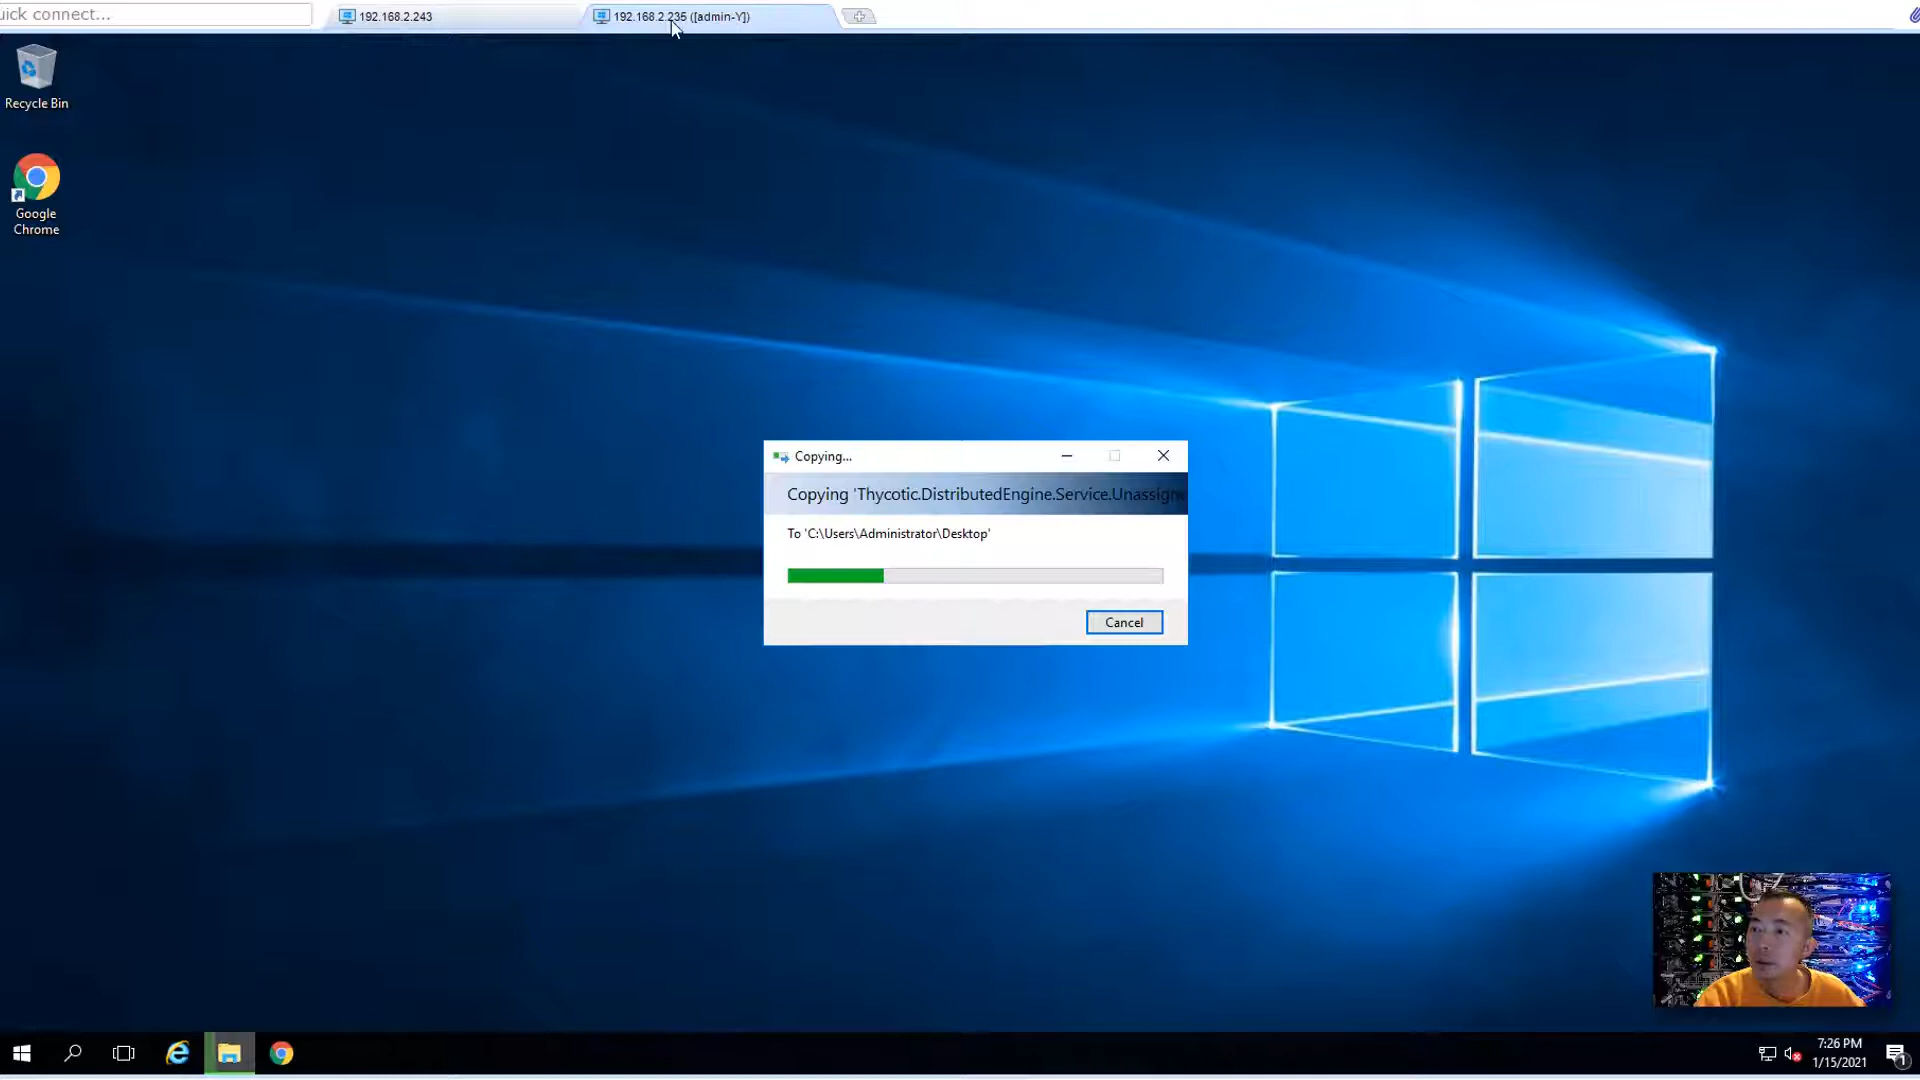 uick connect...
192.168.2.243
192.168.2.235 ([admin-Y])
Recycle Bin
Google
Chrome
Copying...
Copying 'Thycotic.DistributedEngine.Service.Unassign
To 'C:\Users\Administrator\Desktop'
Cancel
7:26 PM
1/15/2021
1